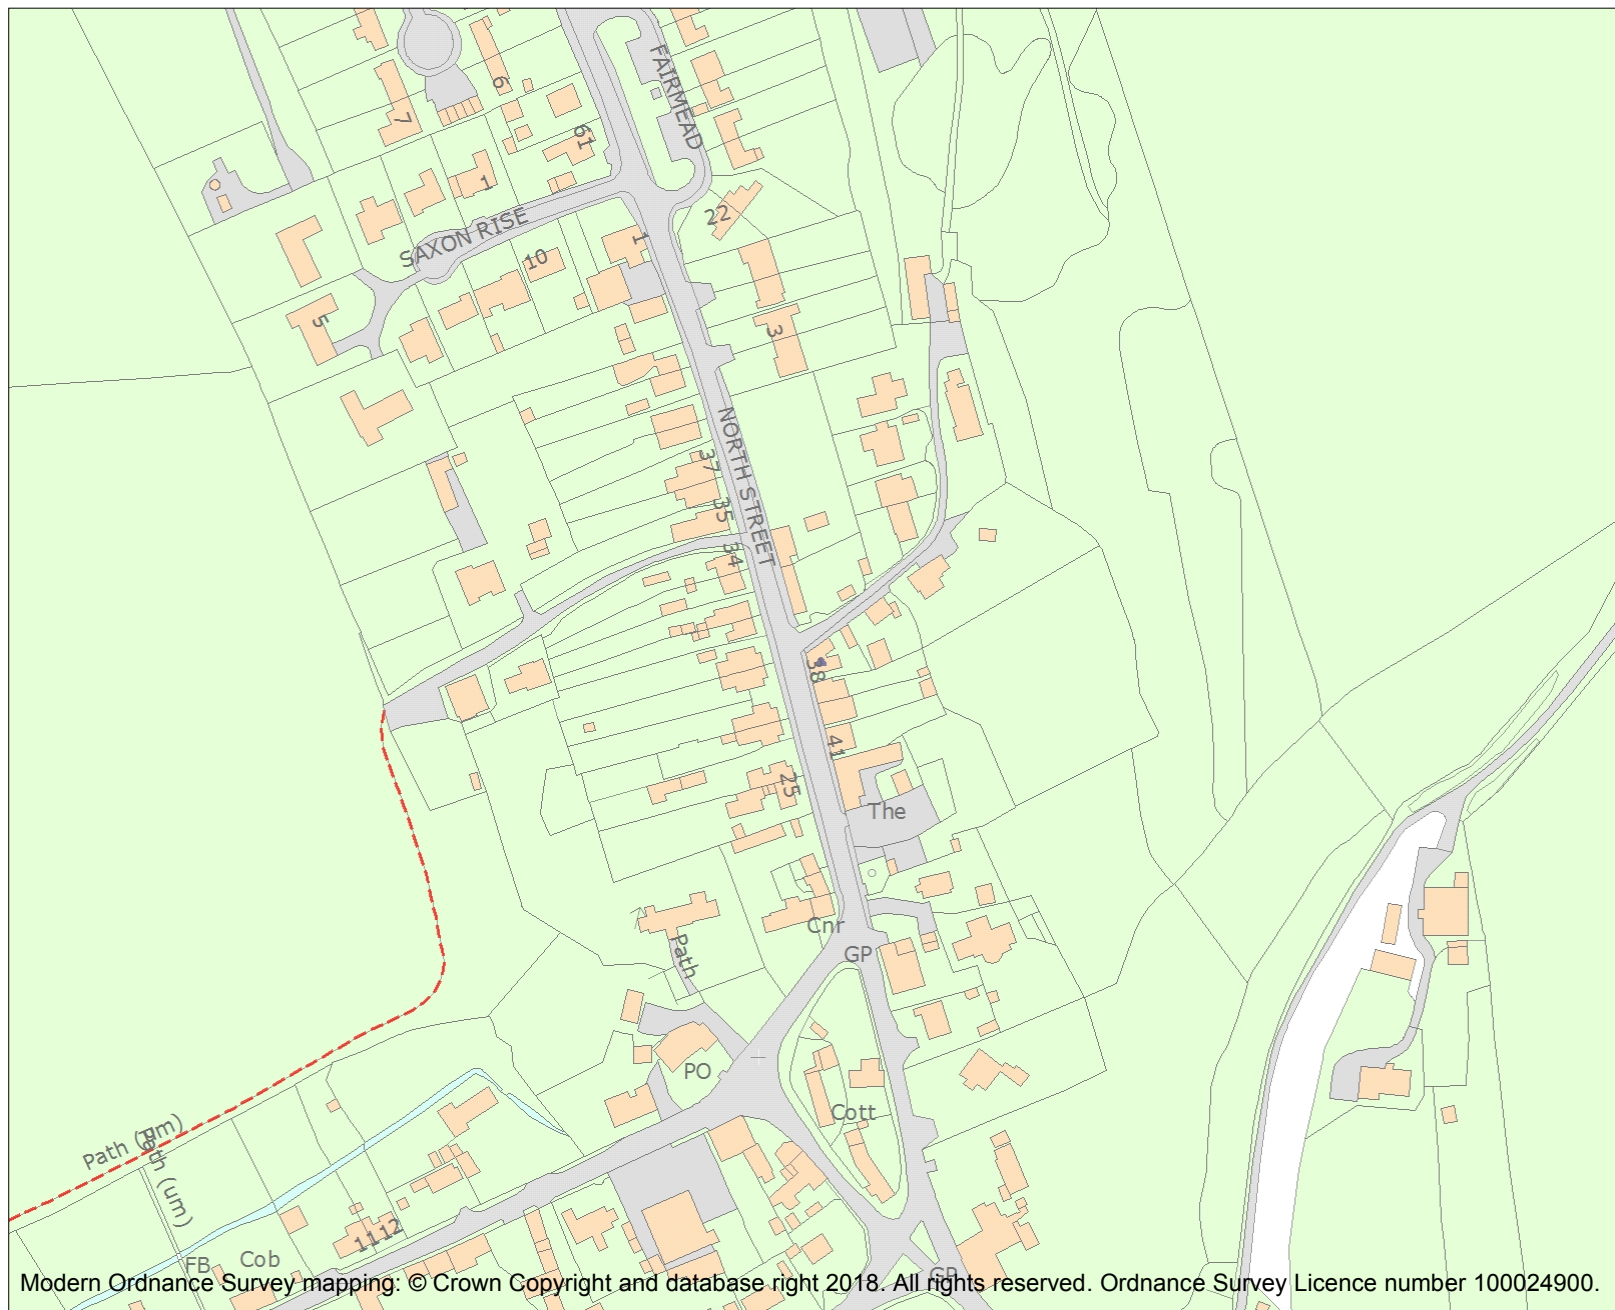 FAIRMEAD
6
7
61
1
22
SAXON RISE
10
1
5
3
NORTH STREET
37
35
34
38
41
25
The
Cnr
GP
Path
PO
Cott
Path (um)
Path (um)
1112
FB
Cob
GP
Modern Ordnance Survey mapping: © Crown Copyright and database right 2018. All rights reserved. Ordnance Survey Licence number 100024900.